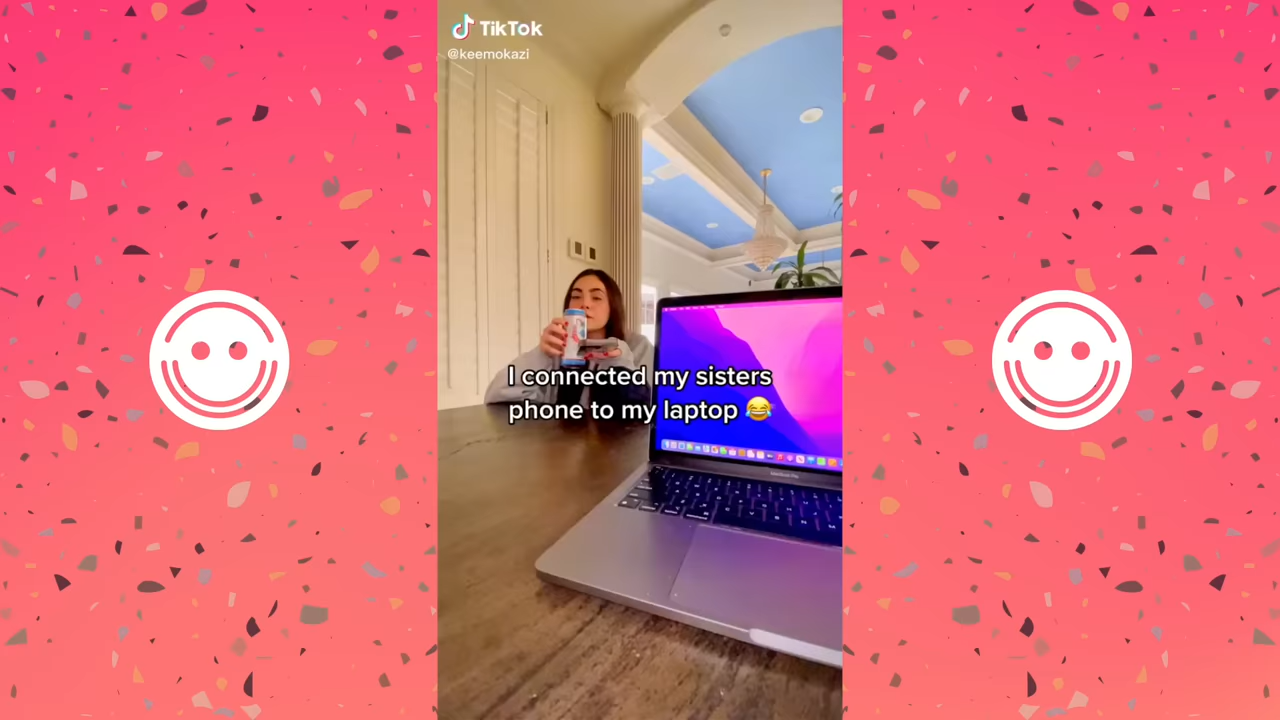 TikTok
@keemokazi
I connected my sisters
phone to my laptop 😂